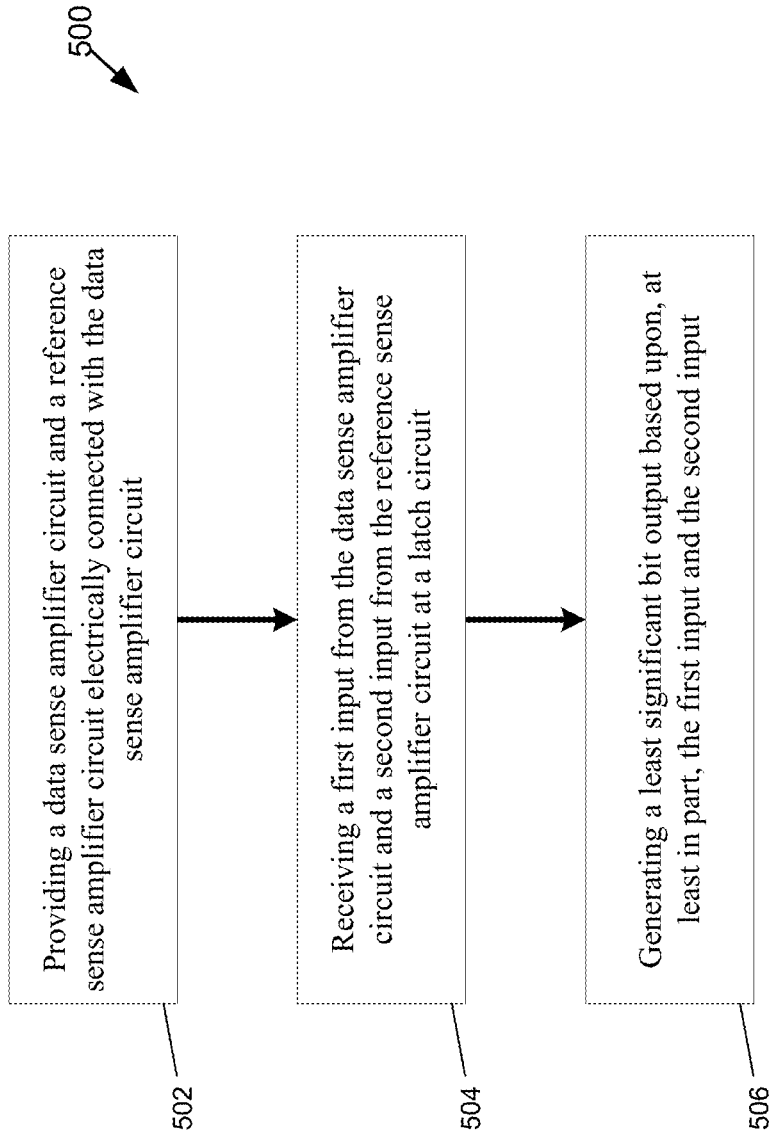 500
Providing a data sense amplifier circuit and a reference
sense amplifier circuit electrically connected with the data
sense amplifier circuit
502
Receiving a first input from the data sense amplifier
circuit and a second input from the reference sense
amplifier circuit at a latch circuit
504
Generating a least significant bit output based upon, at
least in part, the first input and the second input
506